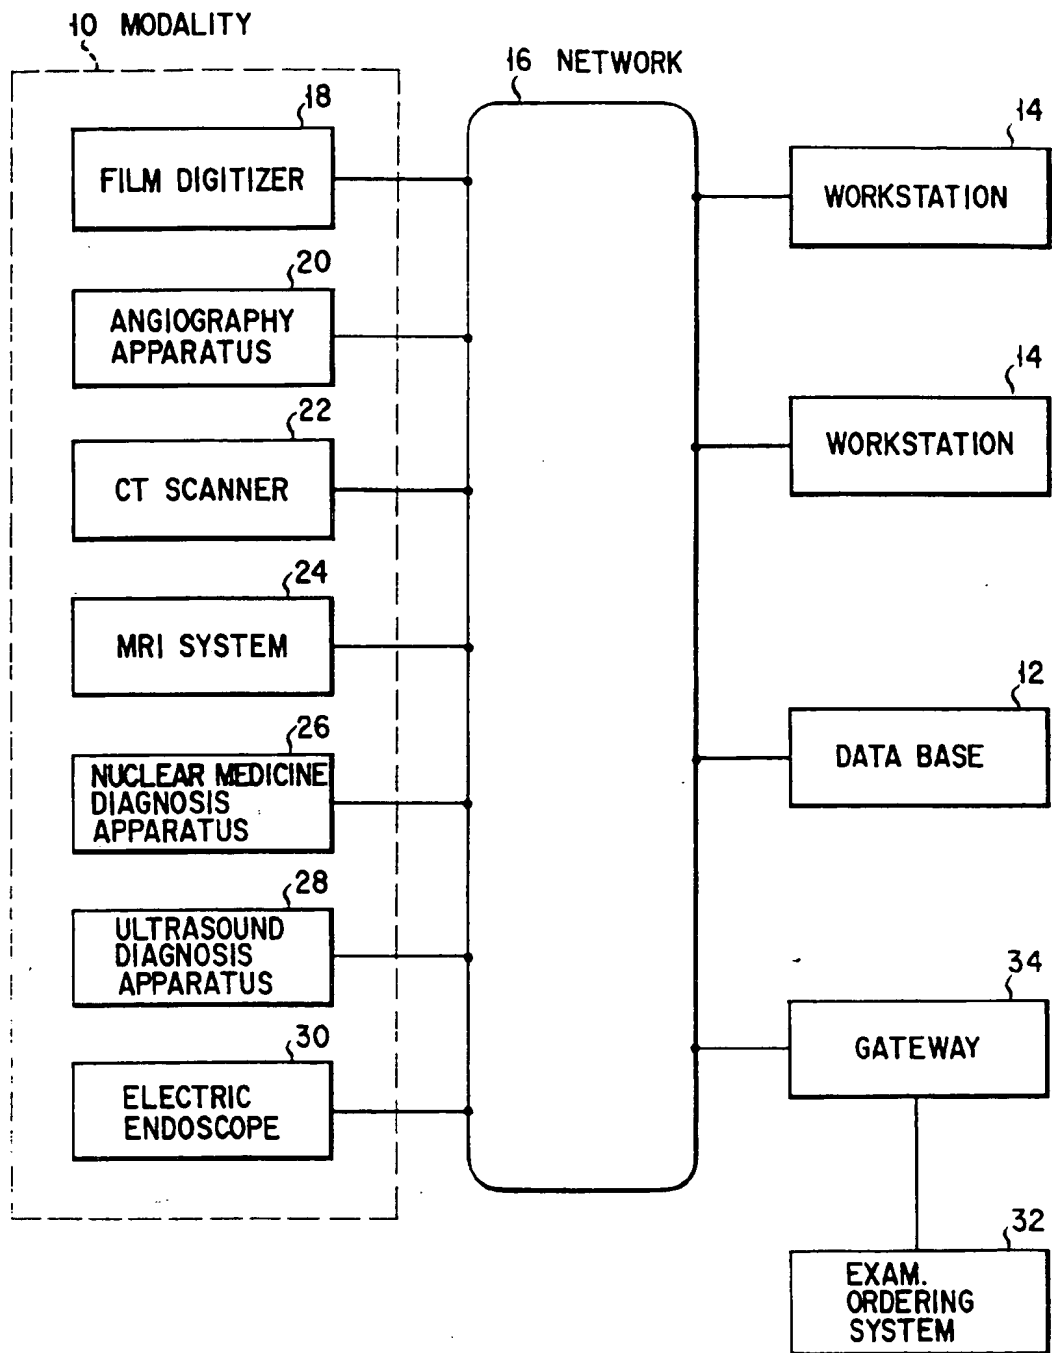 10 MODALITY
18
FILM DIGITIZER
20
ANGIOGRAPHY
APPARATUS
22
CT SCANNER
24
MRI SYSTEM
26
NUCLEAR MEDICINE
DIAGNOSIS
APPARATUS
28
ULTRASOUND
DIAGNOSIS
APPARATUS
30
ELECTRIC
ENDOSCOPE
16 NETWORK
14
WORKSTATION
14
WORKSTATION
12
DATA BASE
34
GATEWAY
32
EXAM.
ORDERING
SYSTEM